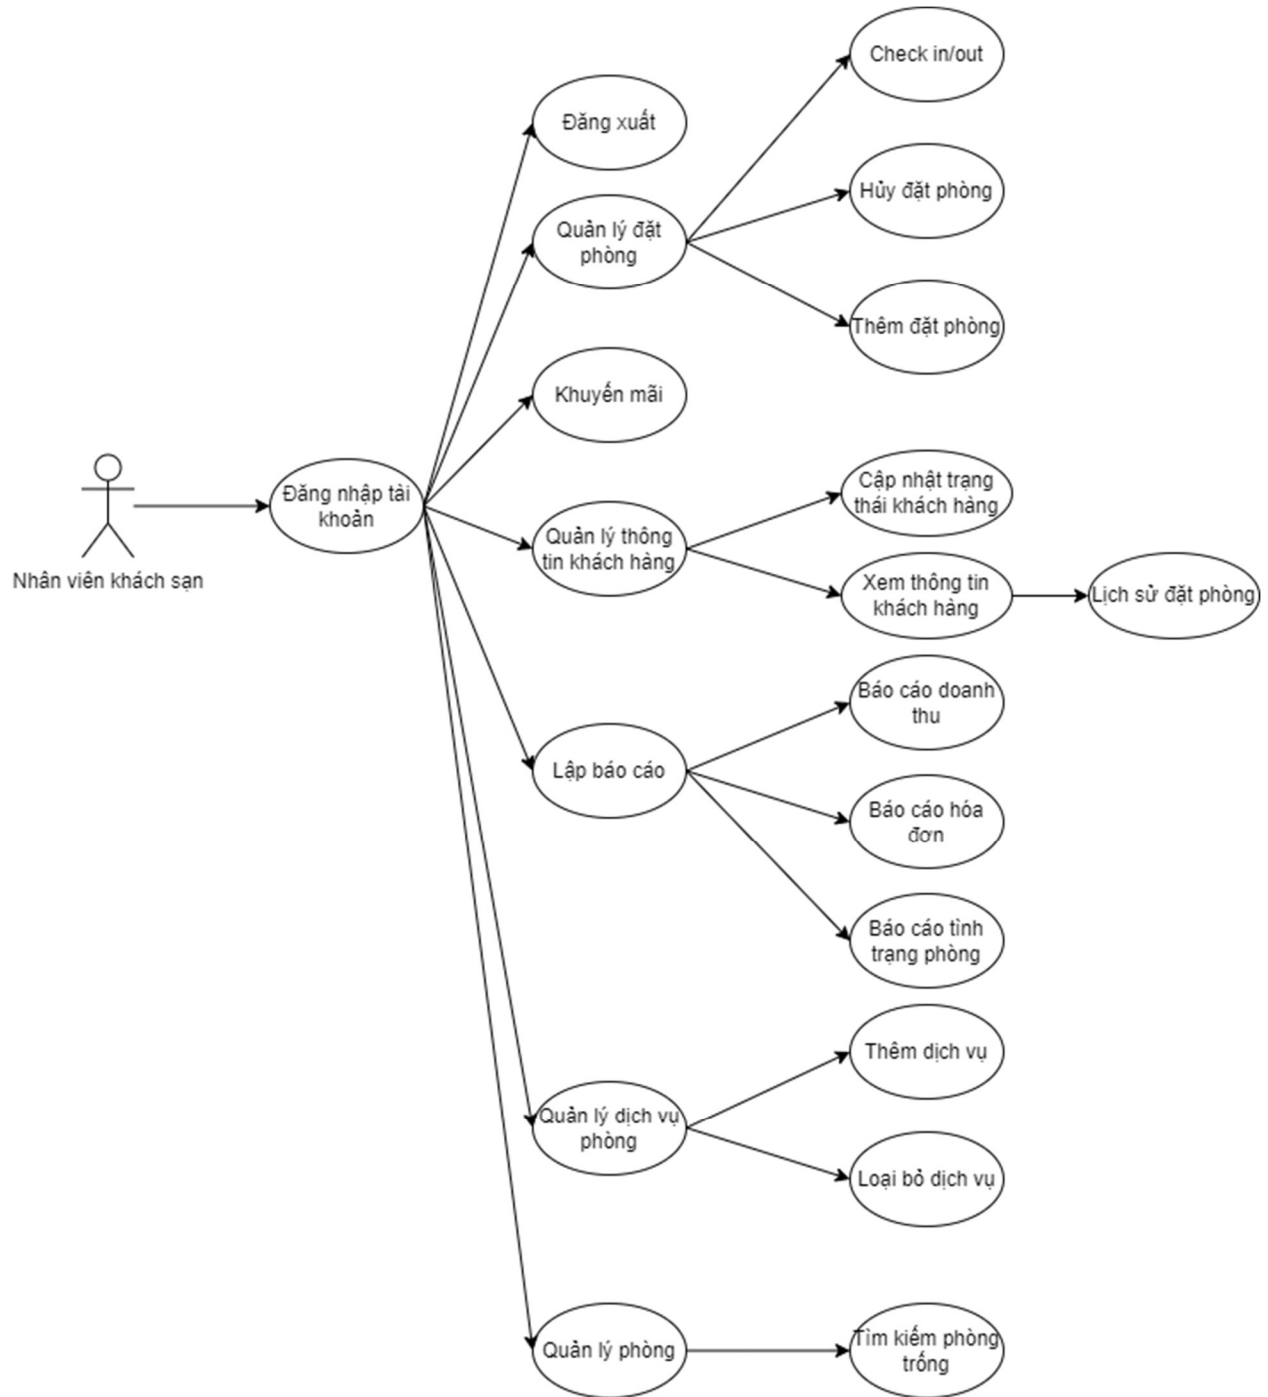 Check in/out
Đăng xuất
Hủy đặt phòng
Quản lý đặt
phòng
Thêm đặt phòng
Khuyến mãi
Đăng nhập tài
khoản
Nhân viên khách sạn
Cập nhật trạng
thái khách hàng
Quản lý thông
tin khách hàng
Xem thông tin
khách hàng
Lịch sử đặt phòng
Báo cáo doanh
thu
Lập báo cáo
Báo cáo hóa
đơn
Báo cáo tình
trạng phòng
Thêm dịch vụ
Quản lý dịch vụ
phòng
Loại bỏ dịch vụ
Quản lý phòng
Tìm kiếm phòng
trống